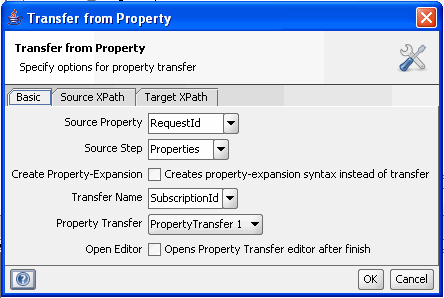 Transfer from Property
Transfer from Property
Specify options for property transfer
Basic Source XPath Target XPath
Source Property RequestId
Source Step Properties
Create Property-Expansion Creates property-expansion syntax instead of transfer
Transfer Name SubscriptionId
Property Transfer PropertyTransfer 1
Open Editor Opens Property Transfer editor after finish
? OK Cancel